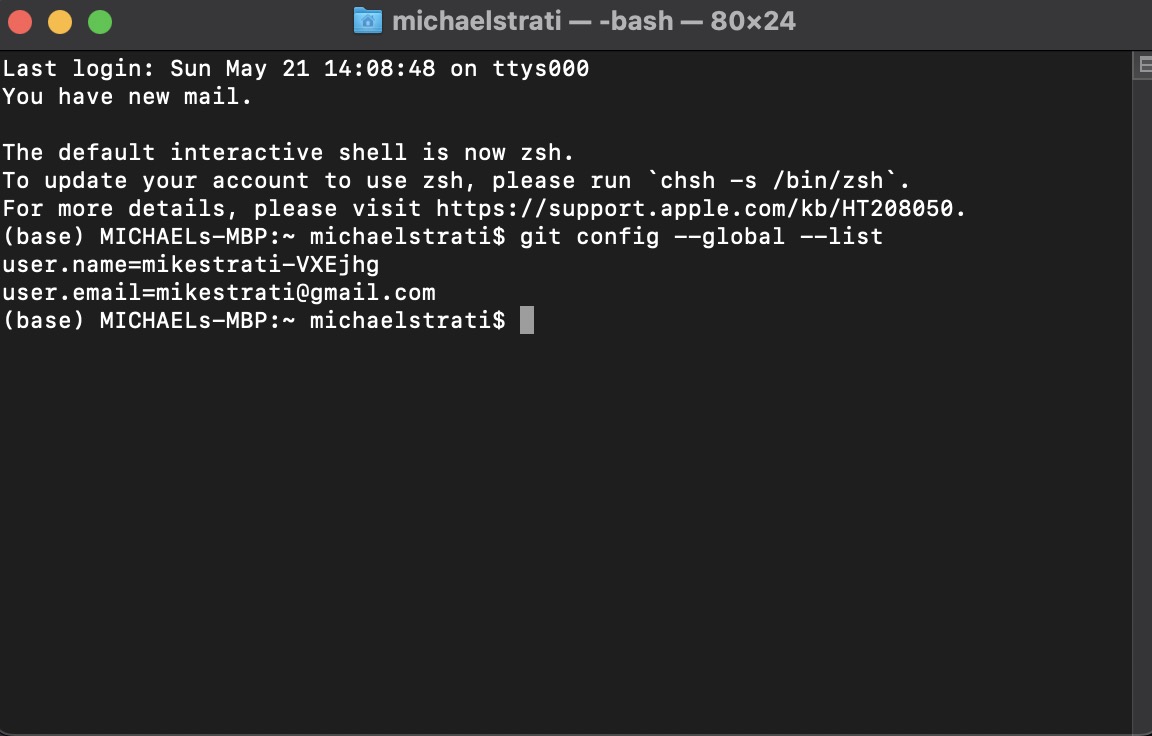 michaelstrati — -bash — 80×24
Last login: Sun May 21 14:08:48 on ttys000
You have new mail.
The default interactive shell is now zsh.
To update your account to use zsh, please run `chsh -s /bin/zsh`.
For more details, please visit https://support.apple.com/kb/HT208050.
(base) MICHAELs-MBP:~ michaelstrati$ git config --global --list
user.name=mikestrati-VXEjhg
user.email=mikestrati@gmail.com
(base) MICHAELs-MBP:~ michaelstrati$